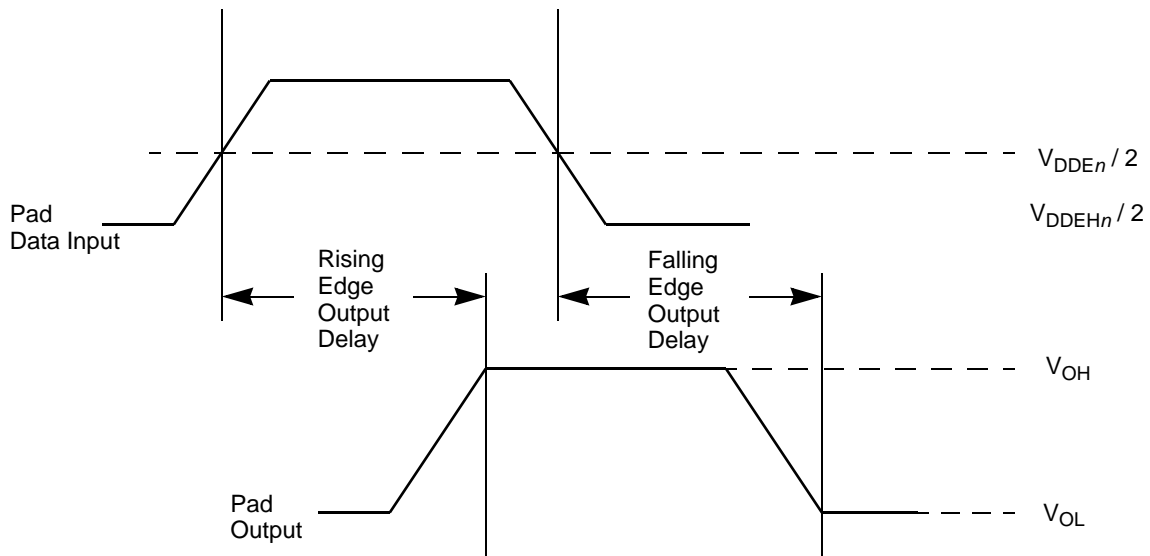 V_DDEn / 2
Pad
Data Input
V_DDEHn / 2
Rising
Edge
Output
Delay
Falling
Edge
Output
Delay
V_OH
Pad
Output
V_OL